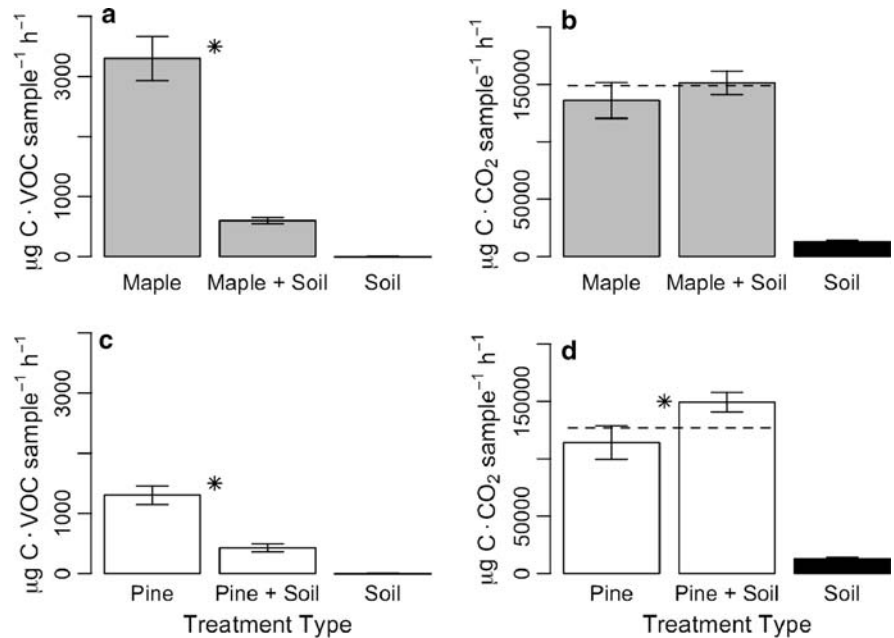 a
*
µg C · VOC sample⁻¹ h⁻¹
0
1000
3000
Maple
Maple + Soil
Soil
b
µg C · CO₂ sample⁻¹ h⁻¹
0
50000
150000
Maple
Maple + Soil
Soil
c
*
µg C · VOC sample⁻¹ h⁻¹
0
1000
3000
Pine
Pine + Soil
Soil
Treatment Type
d
*
µg C · CO₂ sample⁻¹ h⁻¹
0
50000
150000
Pine
Pine + Soil
Soil
Treatment Type